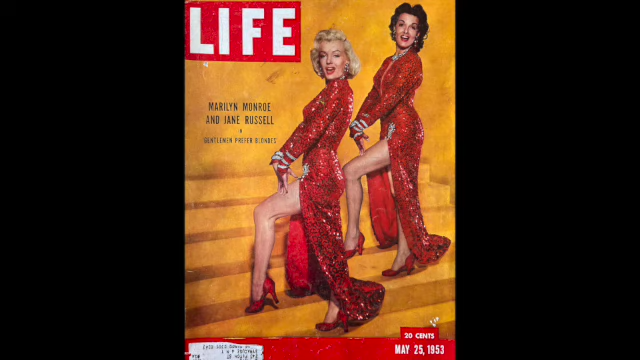 LIFE
MARILYN MONROE
AND JANE RUSSELL
IN
'GENTLEMEN PREFER BLONDES'
20 CENTS
MAY 25, 1953